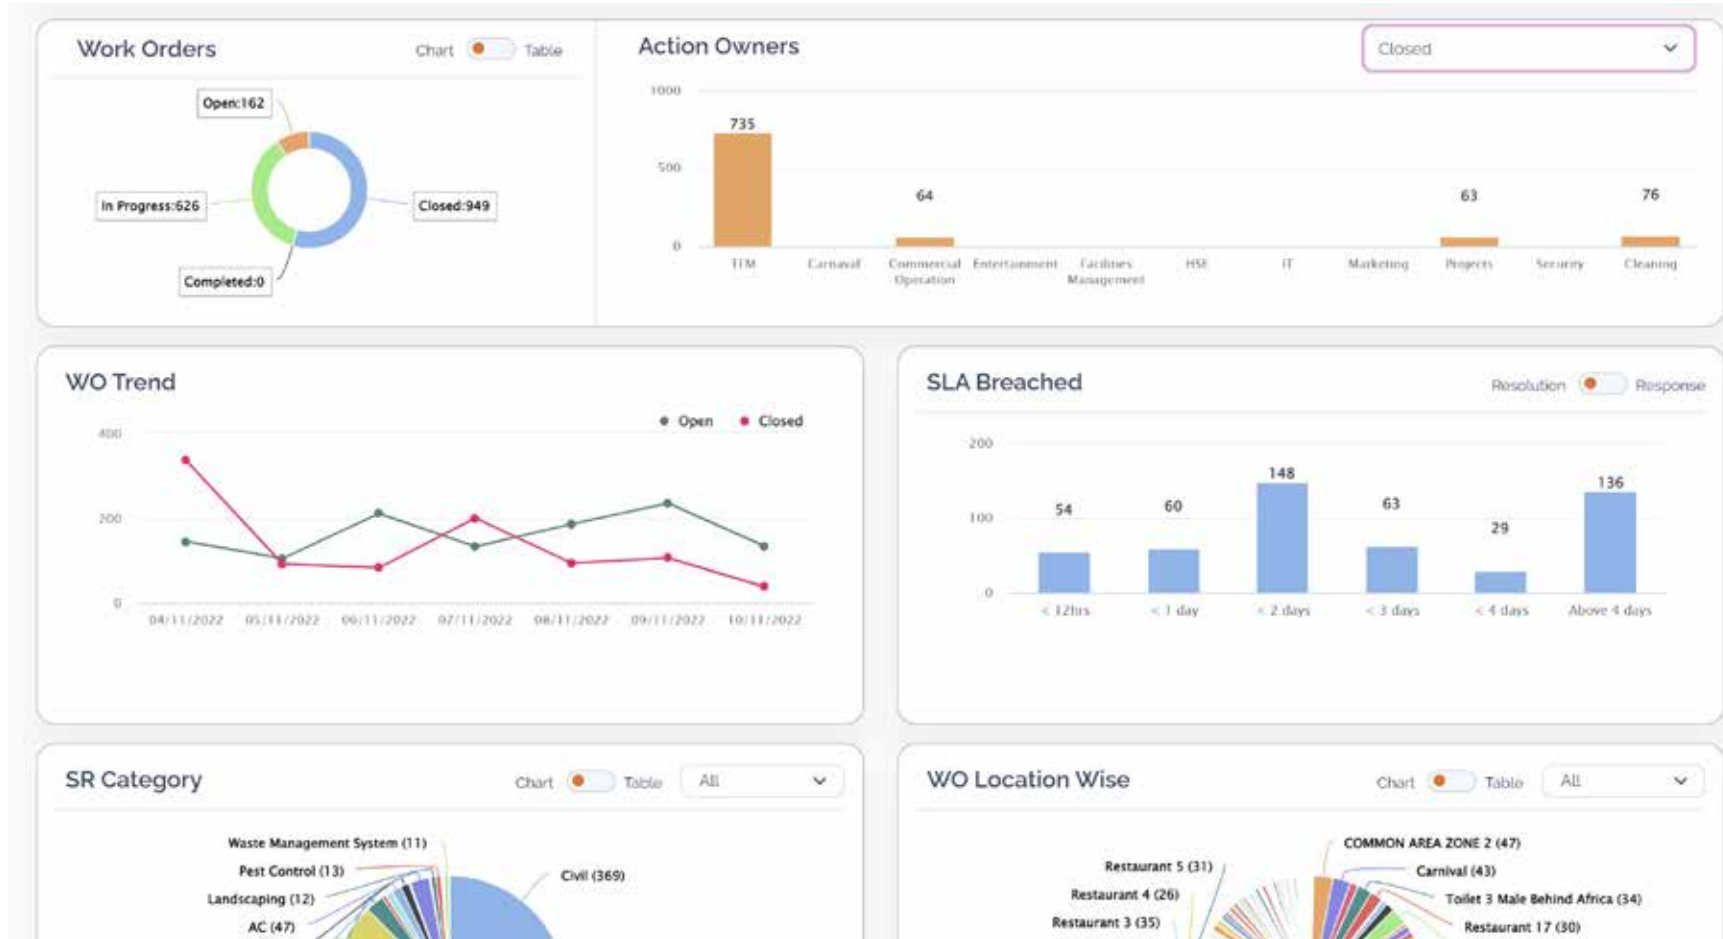 Work Orders
Chart Table
Open:162
In Progress:626
Closed:949
Completed:0
Action Owners
Closed
1000
500
0
735
64
63
76
TFM
Carnaval
Commercial
Operation
Entertainment
Facilities
Management
HSE
IT
Marketing
Projects
Security
Cleaning
WO Trend
Open Closed
400
200
0
04/11/2022 05/11/2022 06/11/2022 07/11/2022 08/11/2022 09/11/2022 10/11/2022
SLA Breached
Resolution Response
200
100
0
54
60
148
63
29
136
< 12hrs
< 1 day
< 2 days
< 3 days
< 4 days
Above 4 days
SR Category
Chart Table
All
Waste Management System (11)
Pest Control (13)
Landscaping (12)
AC (47)
Civil (369)
WO Location Wise
Chart Table
All
Restaurant 5 (31)
Restaurant 4 (26)
Restaurant 3 (35)
COMMON AREA ZONE 2 (47)
Carnival (43)
Toilet 3 Male Behind Africa (34)
Restaurant 17 (30)